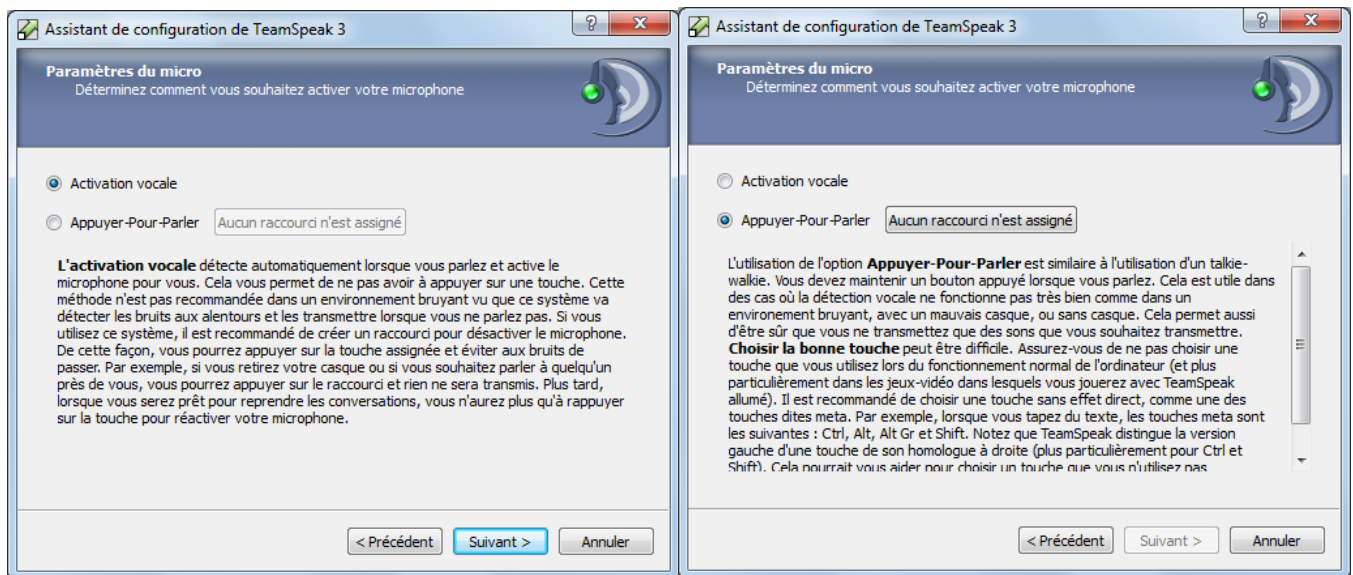 Assistant de configuration de TeamSpeak 3
Paramètres du micro
Déterminez comment vous souhaitez activer votre microphone
Activation vocale
Appuyer-Pour-Parler Aucun raccourci n'est assigné
L'activation vocale détecte automatiquement lorsque vous parlez et active le
microphone pour vous. Cela vous permet de ne pas avoir à appuyer sur une touche. Cette
méthode n'est pas recommandée dans un environnement bruyant vu que ce système va
détecter les bruits aux alentours et les transmettre lorsque vous ne parlez pas. Si vous
utilisez ce système, il est recommandé de créer un raccourci pour désactiver le microphone.
De cette façon, vous pourrez appuyer sur la touche assignée et éviter aux bruits de
passer. Par exemple, si vous retirez votre casque ou si vous souhaitez parler à quelqu'un
près de vous, vous pourrez appuyer sur le raccourci et rien ne sera transmis. Plus tard,
lorsque vous serez prêt pour reprendre les conversations, vous n'aurez plus qu'à rappuyer
sur la touche pour réactiver votre microphone.
< Précédent Suivant > Annuler
Assistant de configuration de TeamSpeak 3
Paramètres du micro
Déterminez comment vous souhaitez activer votre microphone
Activation vocale
Appuyer-Pour-Parler Aucun raccourci n'est assigné
L'utilisation de l'option Appuyer-Pour-Parler est similaire à l'utilisation d'un talkie-
walkie. Vous devez maintenir un bouton appuyé lorsque vous parlez. Cela est utile dans
des cas où la détection vocale ne fonctionne pas très bien comme dans un
environement bruyant, avec un mauvais casque, ou sans casque. Cela permet aussi
d'être sûr que vous ne transmettez que des sons que vous souhaitez transmettre.
Choisir la bonne touche peut être difficile. Assurez-vous de ne pas choisir une
touche que vous utilisez lors du fonctionnement normal de l'ordinateur (et plus
particulièrement dans les jeux-vidéo dans lesquels vous jouerez avec TeamSpeak
allumé). Il est recommandé de choisir une touche sans effet direct, comme une des
touches dites meta. Par exemple, lorsque vous tapez du texte, les touches meta sont
les suivantes : Ctrl, Alt, Alt Gr et Shift. Notez que TeamSpeak distingue la version
gauche d'une touche de son homologue à droite (plus particulièrement pour Ctrl et
Shift). Cela pourrait vous aider pour choisir un touche que vous n'utilisez pas
< Précédent Suivant > Annuler